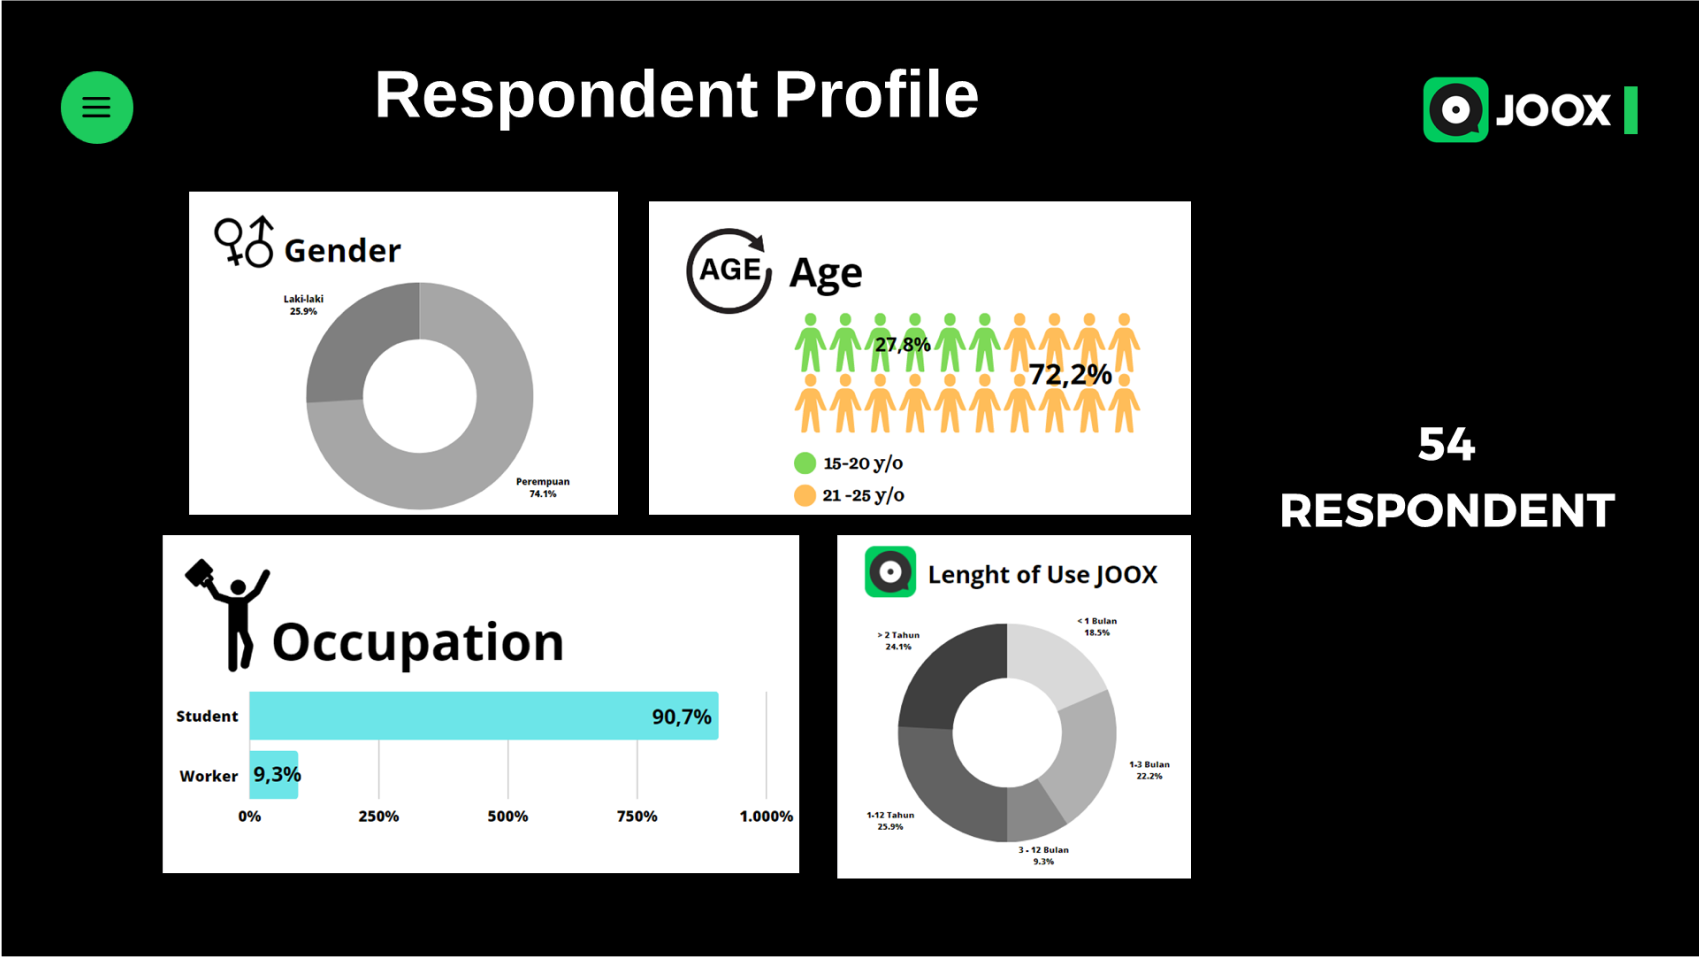 Respondent Profile
JOOX
Gender
Laki-laki
25.9%
Perempuan
74.1%
AGE
Age
27,8%
72,2%
15-20 y/o
21 -25 y/o
54
RESPONDENT
Occupation
Student
90,7%
Worker
9,3%
0% 250% 500% 750% 1.000%
Lenght of Use JOOX
> 2 Tahun
24.1%
< 1 Bulan
18.5%
1-3 Bulan
22.2%
1-12 Tahun
25.9%
3 - 12 Bulan
9.3%